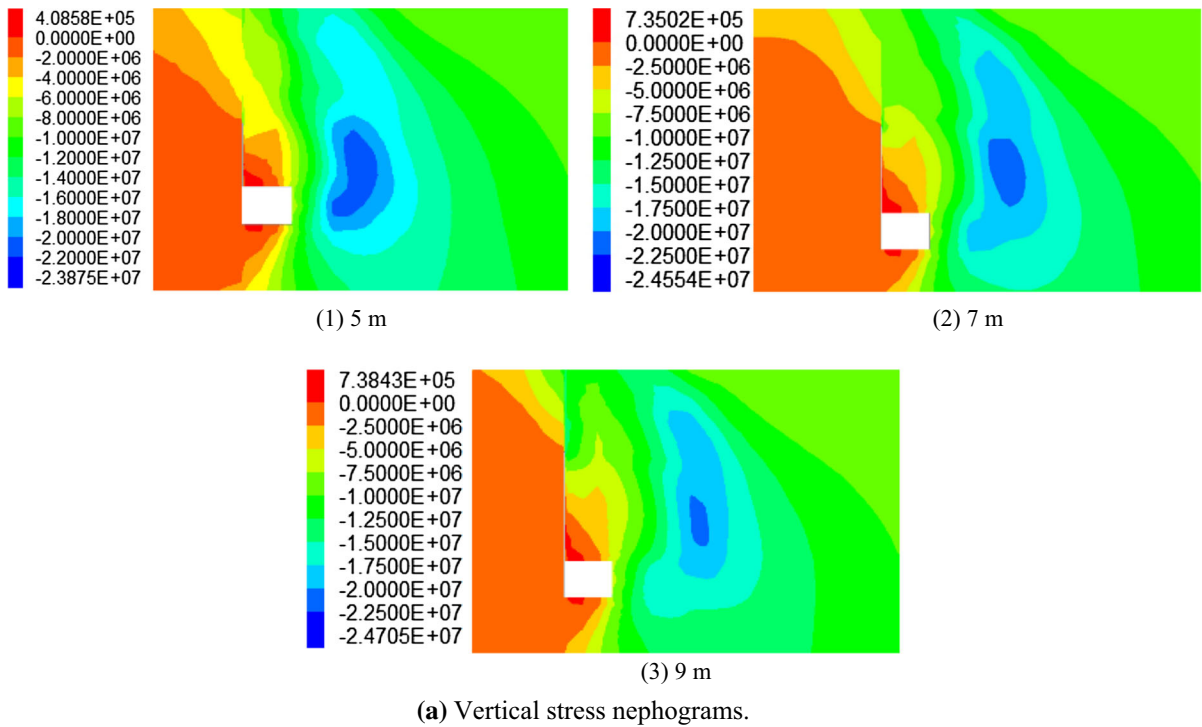 4.0858E+05
0.0000E+00
-2.0000E+06
-4.0000E+06
-6.0000E+06
-8.0000E+06
-1.0000E+07
-1.2000E+07
-1.4000E+07
-1.6000E+07
-1.8000E+07
-2.0000E+07
-2.2000E+07
-2.3875E+07
(1) 5 m
7.3502E+05
0.0000E+00
-2.5000E+06
-5.0000E+06
-7.5000E+06
-1.0000E+07
-1.2500E+07
-1.5000E+07
-1.7500E+07
-2.0000E+07
-2.2500E+07
-2.4554E+07
(2) 7 m
7.3843E+05
0.0000E+00
-2.5000E+06
-5.0000E+06
-7.5000E+06
-1.0000E+07
-1.2500E+07
-1.5000E+07
-1.7500E+07
-2.0000E+07
-2.2500E+07
-2.4705E+07
(3) 9 m
(a) Vertical stress nephograms.